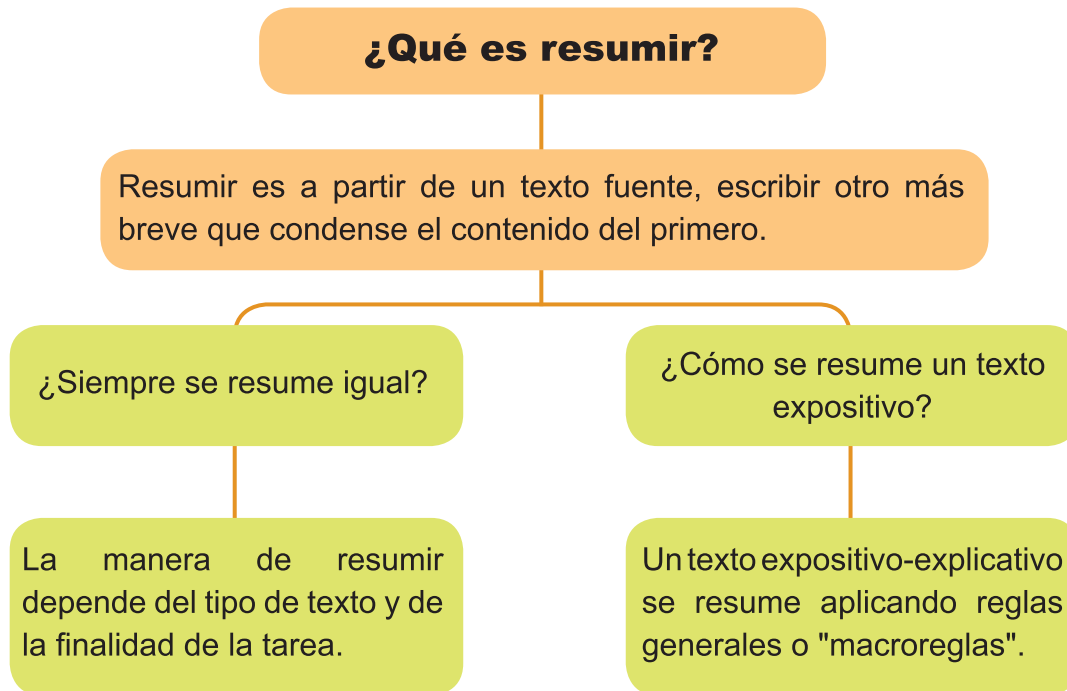 ¿Qué es resumir?
Resumir es a partir de un texto fuente, escribir otro más
breve que condense el contenido del primero.
¿Siempre se resume igual?
¿Cómo se resume un texto
expositivo?
La manera de resumir
depende del tipo de texto y de
la finalidad de la tarea.
Un texto expositivo-explicativo
se resume aplicando reglas
generales o "macroreglas".